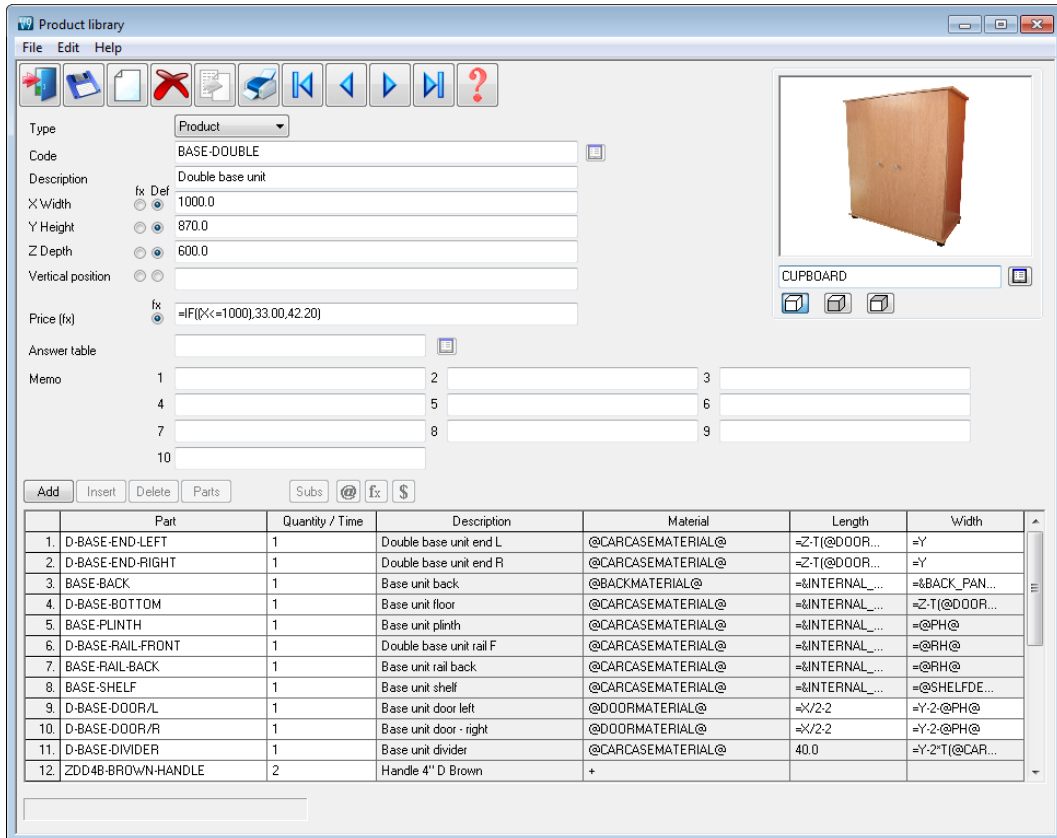 Product library
File Edit Help
Type Product
Code BASE-DOUBLE
Description Double base unit
fx Def
X Width 1000.0
Y Height 870.0
Z Depth 600.0
Vertical position
CUPBOARD
fx
Price (fx) =IF((X<=1000),33.00,42.20)
Answer table
Memo 1 2 3
4 5 6
7 8 9
10
Add Insert Delete Parts Subs @ fx $
Part Quantity / Time Description Material Length Width
1. D-BASE-END-LEFT 1 Double base unit end L @CARCASEMATERIAL@ =Z-T(@DOOR... =Y
2. D-BASE-END-RIGHT 1 Double base unit end R @CARCASEMATERIAL@ =Z-T(@DOOR... =Y
3. BASE-BACK 1 Base unit back @BACKMATERIAL@ =&INTERNAL_... =&BACK_PAN...
4. D-BASE-BOTTOM 1 Base unit floor @CARCASEMATERIAL@ =&INTERNAL_... =Z-T(@DOOR...
5. BASE-PLINTH 1 Base unit plinth @CARCASEMATERIAL@ =&INTERNAL_... =@PH@
6. D-BASE-RAIL-FRONT 1 Double base unit rail F @CARCASEMATERIAL@ =&INTERNAL_... =@RH@
7. BASE-RAIL-BACK 1 Base unit rail back @CARCASEMATERIAL@ =&INTERNAL_... =@RH@
8. BASE-SHELF 1 Base unit shelf @CARCASEMATERIAL@ =&INTERNAL_... =@SHELFDE...
9. D-BASE-DOOR/L 1 Base unit door left @DOORMATERIAL@ =X/2-2 =Y-2-@PH@
10. D-BASE-DOOR/R 1 Base unit door - right @DOORMATERIAL@ =X/2-2 =Y-2-@PH@
11. D-BASE-DIVIDER 1 Base unit divider @CARCASEMATERIAL@ 40.0 =Y-2*T(@CAR...
12. ZDD4B-BROWN-HANDLE 2 Handle 4" D Brown +